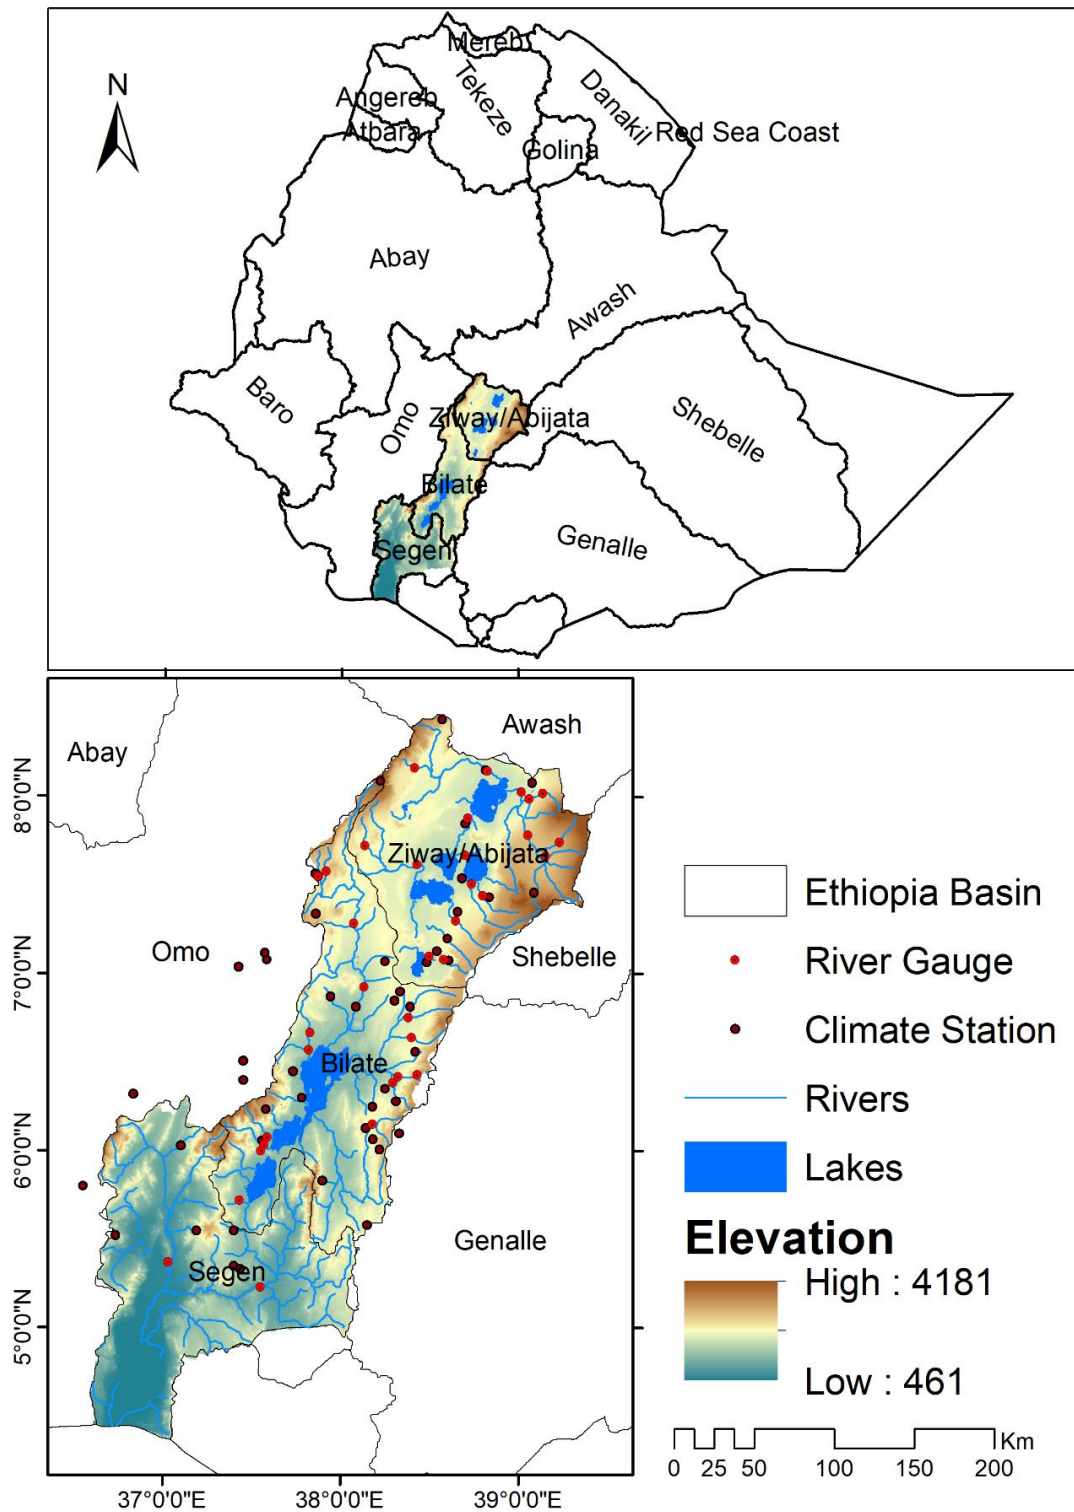 N
Mereb
Tekeze
Angereb
Atbara
Danakil
Red Sea Coast
Golina
Abay
Awash
Baro
Omo
Ziway/Abijata
Shebelle
Bilate
Segen
Genalle
Abay
Awash
8°0'0"N
Ziway/Abijata
Omo
Shebelle
7°0'0"N
Bilate
6°0'0"N
Genalle
Segen
5°0'0"N
37°0'0"E
38°0'0"E
39°0'0"E
Ethiopia Basin
River Gauge
Climate Station
Rivers
Lakes
Elevation
High : 4181
Low : 461
Km
0 25 50 100 150 200